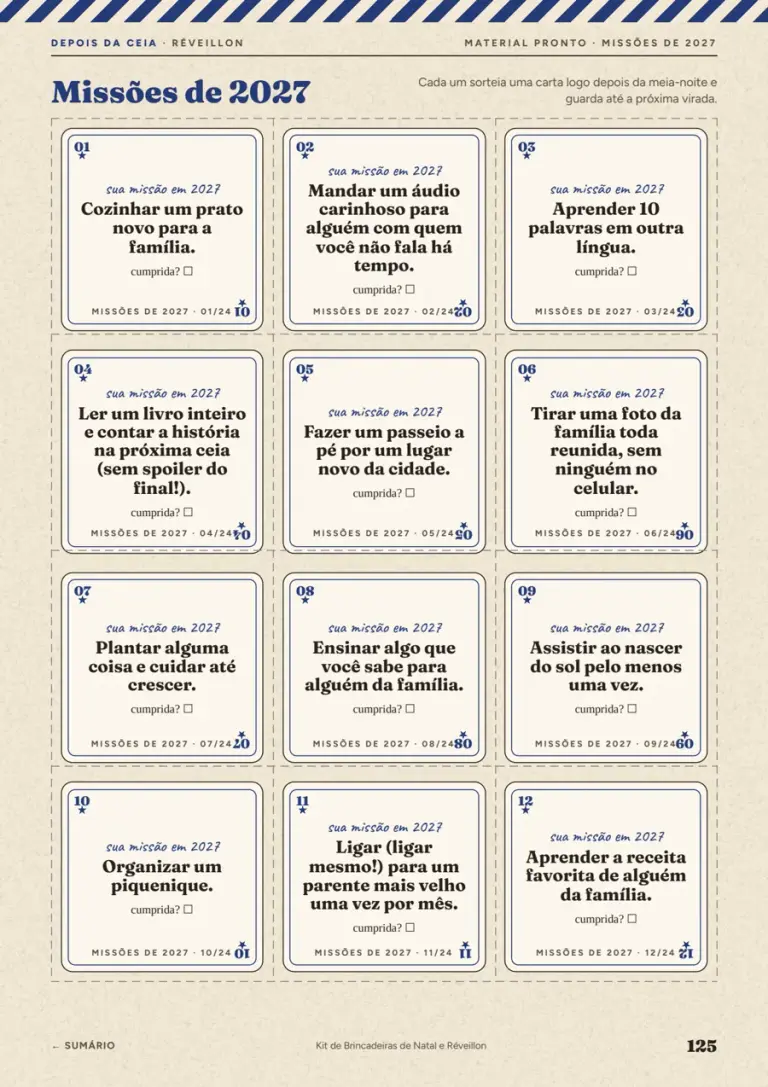 DEPOIS DA CEIA · RÉVEILLON
MATERIAL PRONTO · MISSÕES DE 2027
Missões de 2027
Cada um sorteia uma carta logo depois da meia-noite e
guarda até a próxima virada.
01
sua missão em 2027
Cozinhar um prato
novo para a
família.
cumprida? ☐
MISSÕES DE 2027 · 01/24
01
02
sua missão em 2027
Mandar um áudio
carinhoso para
alguém com quem
você não fala há
tempo.
cumprida? ☐
MISSÕES DE 2027 · 02/24
02
03
sua missão em 2027
Aprender 10
palavras em outra
língua.
cumprida? ☐
MISSÕES DE 2027 · 03/24
03
04
sua missão em 2027
Ler um livro inteiro
e contar a história
na próxima ceia
(sem spoiler do
final!).
cumprida? ☐
MISSÕES DE 2027 · 04/24
04
05
sua missão em 2027
Fazer um passeio a
pé por um lugar
novo da cidade.
cumprida? ☐
MISSÕES DE 2027 · 05/24
05
06
sua missão em 2027
Tirar uma foto da
família toda
reunida, sem
ninguém no
celular.
cumprida? ☐
MISSÕES DE 2027 · 06/24
06
07
sua missão em 2027
Plantar alguma
coisa e cuidar até
crescer.
cumprida? ☐
MISSÕES DE 2027 · 07/24
07
08
sua missão em 2027
Ensinar algo que
você sabe para
alguém da família.
cumprida? ☐
MISSÕES DE 2027 · 08/24
08
09
sua missão em 2027
Assistir ao nascer
do sol pelo menos
uma vez.
cumprida? ☐
MISSÕES DE 2027 · 09/24
09
10
sua missão em 2027
Organizar um
piquenique.
cumprida? ☐
MISSÕES DE 2027 · 10/24
10
11
sua missão em 2027
Ligar (ligar
mesmo!) para um
parente mais velho
uma vez por mês.
cumprida? ☐
MISSÕES DE 2027 · 11/24
11
12
sua missão em 2027
Aprender a receita
favorita de alguém
da família.
cumprida? ☐
MISSÕES DE 2027 · 12/24
12
← SUMÁRIO
Kit de Brincadeiras de Natal e Réveillon
125